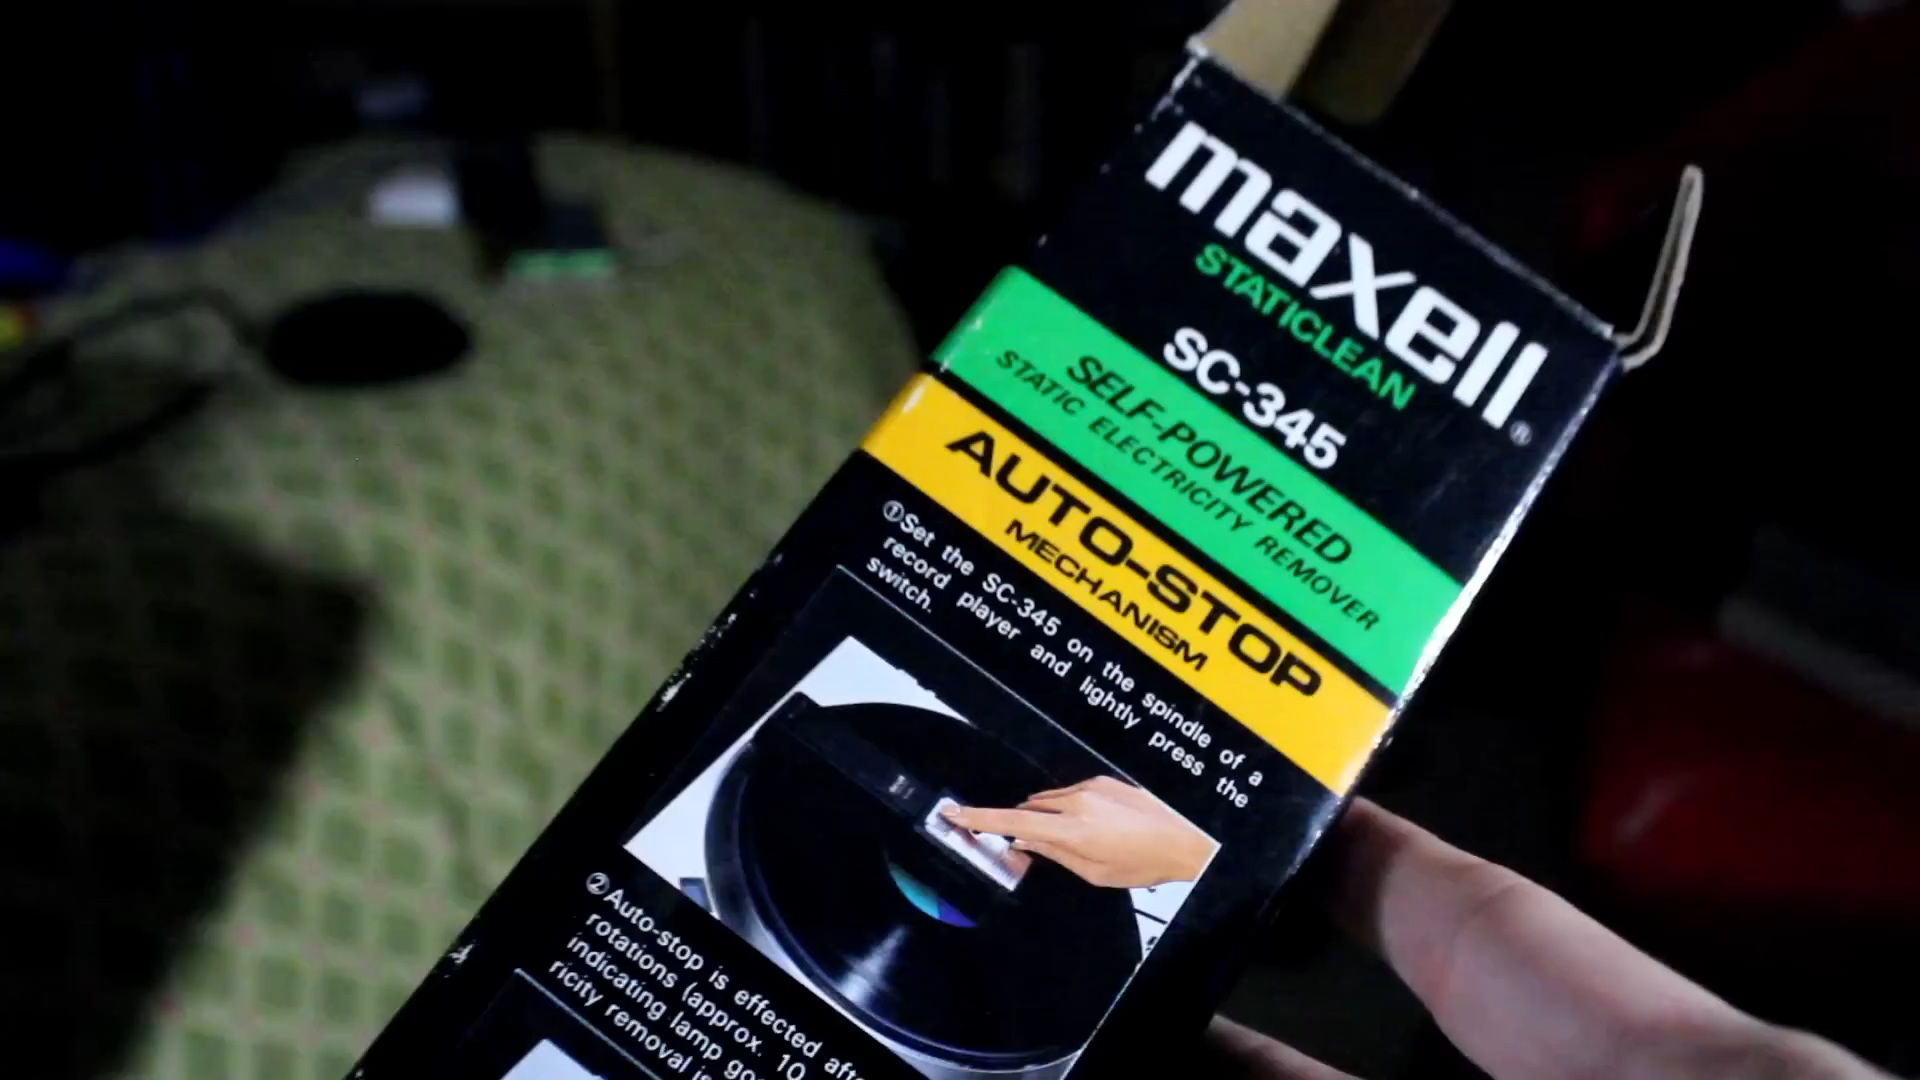 maxell®
STATICLEAN
SC-345
SELF-POWERED
STATIC ELECTRICITY REMOVER
AUTO-STOP
MECHANISM
①Set the SC-345 on the spindle of a
record player and lightly press the
switch.
②Auto-stop is effected afte
rotations (approx. 10
indicating lamp go
ricity removal is